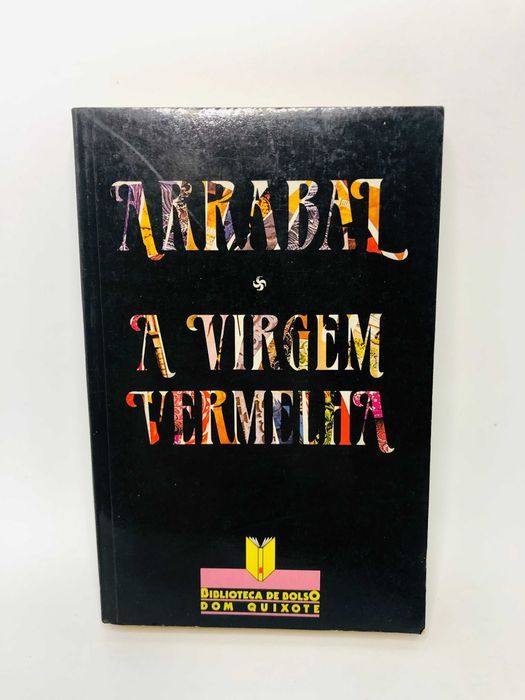 ARRABAL
A VIRGEM
VERMELHA
BIBLIOTECA DE BOLSO
DOM QUIXOTE